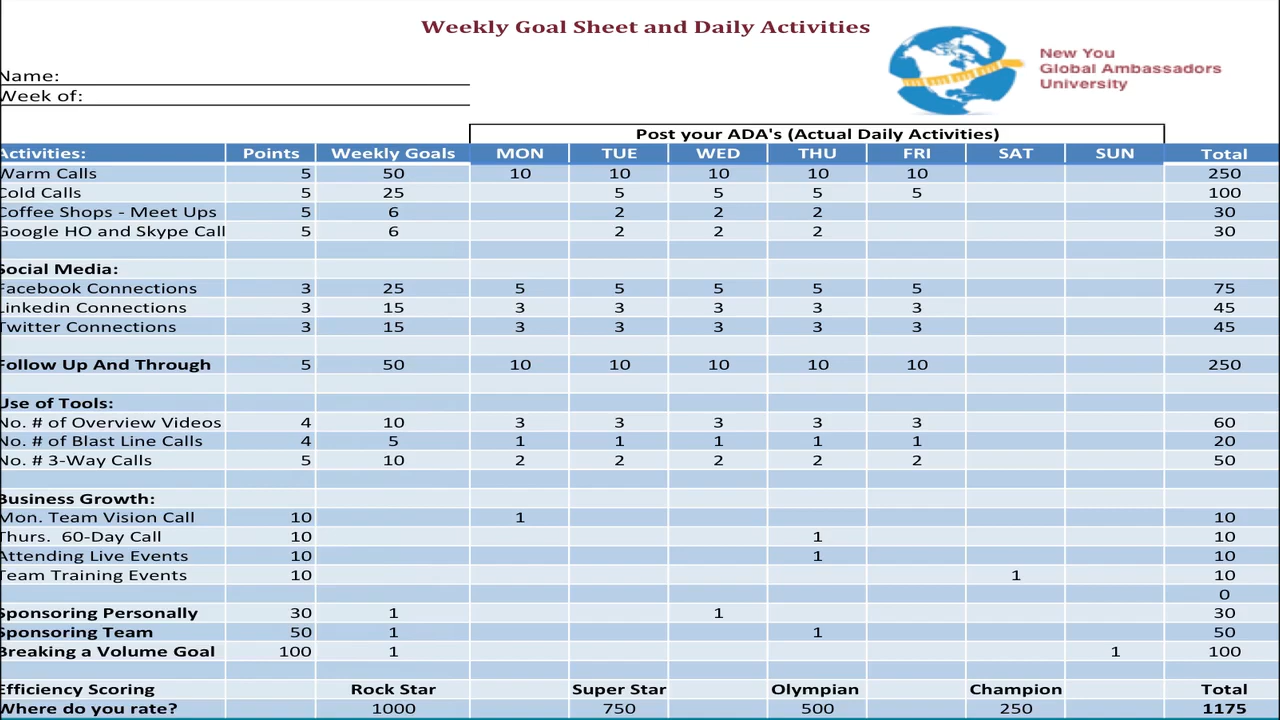 Weekly Goal Sheet and Daily Activities
New You
Global Ambassadors
University
Name:
Week of:
Post your ADA's (Actual Daily Activities)
Activities: Points Weekly Goals MON TUE WED THU FRI SAT SUN Total
Warm Calls 5 50 10 10 10 10 10 250
Cold Calls 5 25 5 5 5 5 100
Coffee Shops - Meet Ups 5 6 2 2 2 30
Google HO and Skype Call 5 6 2 2 2 30
Social Media:
Facebook Connections 3 25 5 5 5 5 5 75
Linkedin Connections 3 15 3 3 3 3 3 45
Twitter Connections 3 15 3 3 3 3 3 45
Follow Up And Through 5 50 10 10 10 10 10 250
Use of Tools:
No. # of Overview Videos 4 10 3 3 3 3 3 60
No. # of Blast Line Calls 4 5 1 1 1 1 1 20
No. # 3-Way Calls 5 10 2 2 2 2 2 50
Business Growth:
Mon. Team Vision Call 10 1 10
Thurs. 60-Day Call 10 1 10
Attending Live Events 10 1 10
Team Training Events 10 1 10
0
Sponsoring Personally 30 1 1 30
Sponsoring Team 50 1 1 50
Breaking a Volume Goal 100 1 1 100
Efficiency Scoring Rock Star Super Star Olympian Champion Total
Where do you rate? 1000 750 500 250 1175